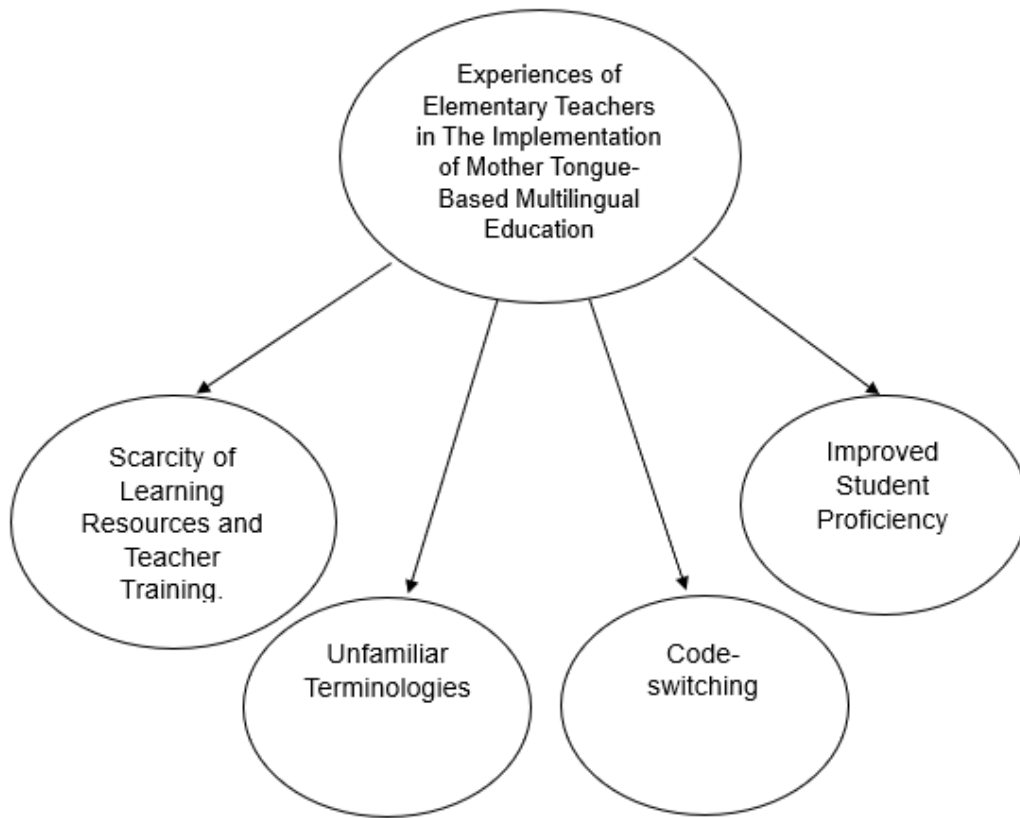 Experiences of
Elementary Teachers
in The Implementation
of Mother Tongue-
Based Multilingual
Education
Scarcity of
Learning
Resources and
Teacher
Training.
Unfamiliar
Terminologies
Code-
switching
Improved
Student
Proficiency